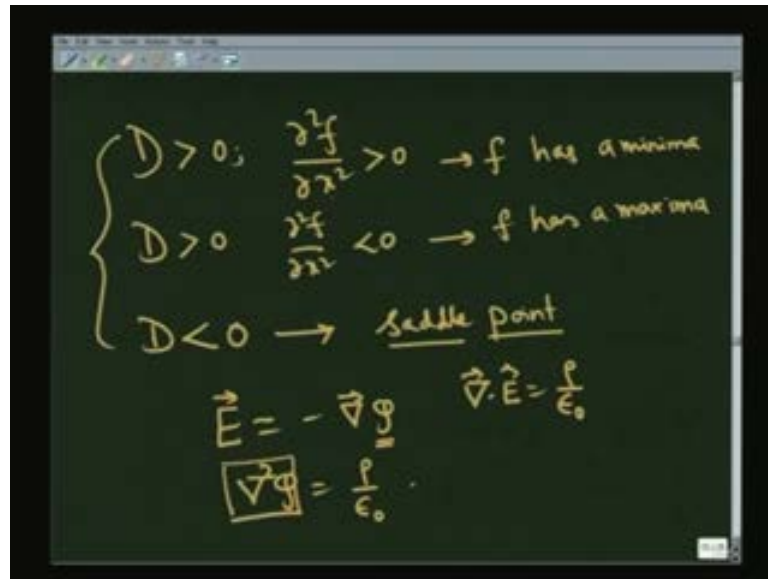 D > 0; ∂²f/∂x² > 0 → f has a minima
D > 0 ∂²f/∂x² < 0 → f has a maxima
D < 0 → saddle point
E⃗ = - ∇⃗φ ∇⃗·E⃗ = ρ/ε₀
∇²φ = ρ/ε₀ .